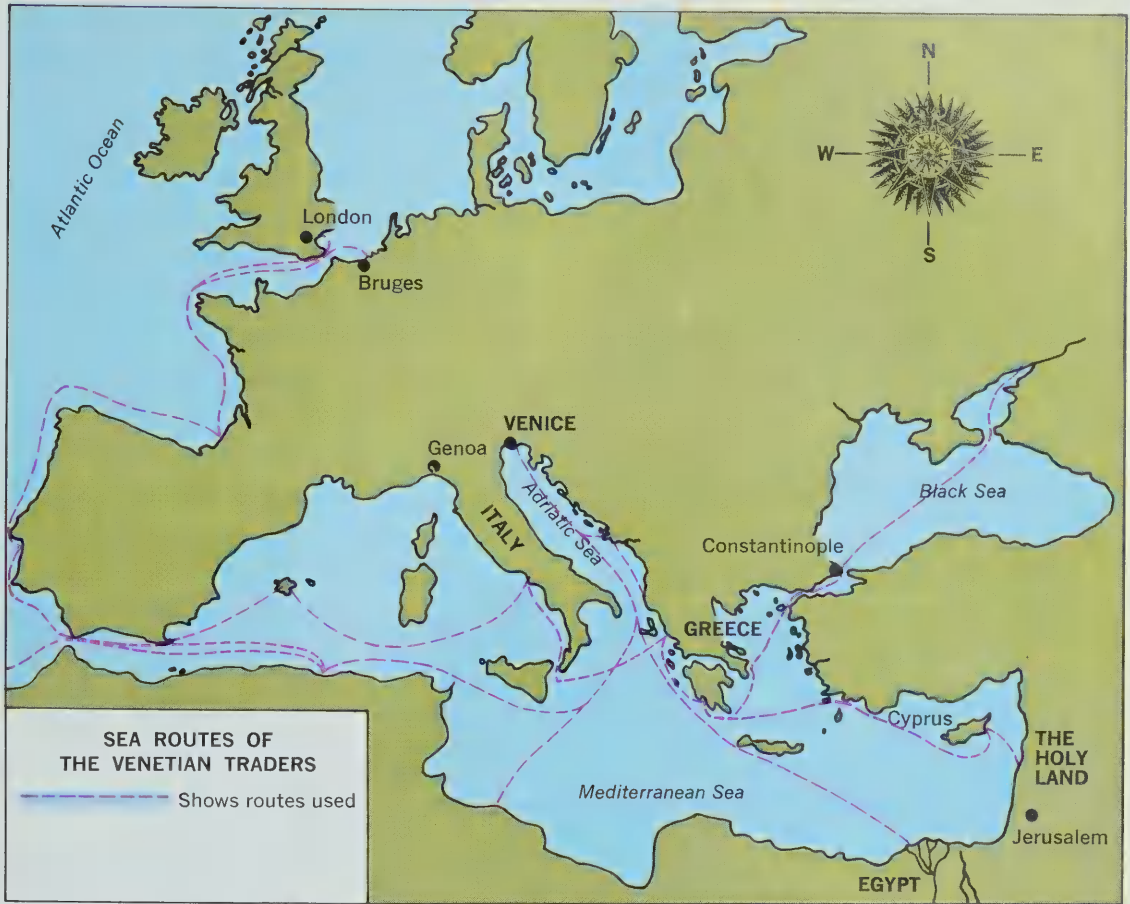 N
W
E
S
Atlantic Ocean
London
Bruges
VENICE
Genoa
ITALY
Adriatic Sea
Black Sea
Constantinople
GREECE
Cyprus
THE
HOLY
LAND
Mediterranean Sea
Jerusalem
EGYPT
SEA ROUTES OF
THE VENETIAN TRADERS
Shows routes used